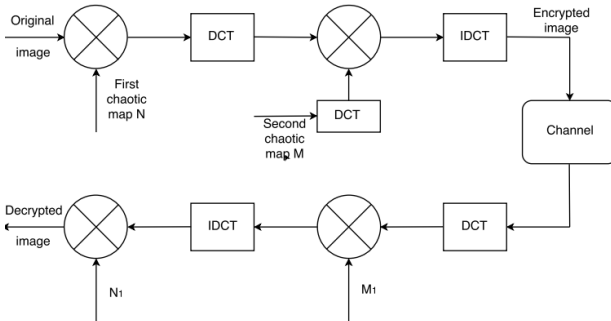 Original
image
First
chaotic
map N
DCT
Second
chaotic
map M
DCT
IDCT
Encrypted
image
Channel
Decrypted
image
N1
IDCT
M1
DCT